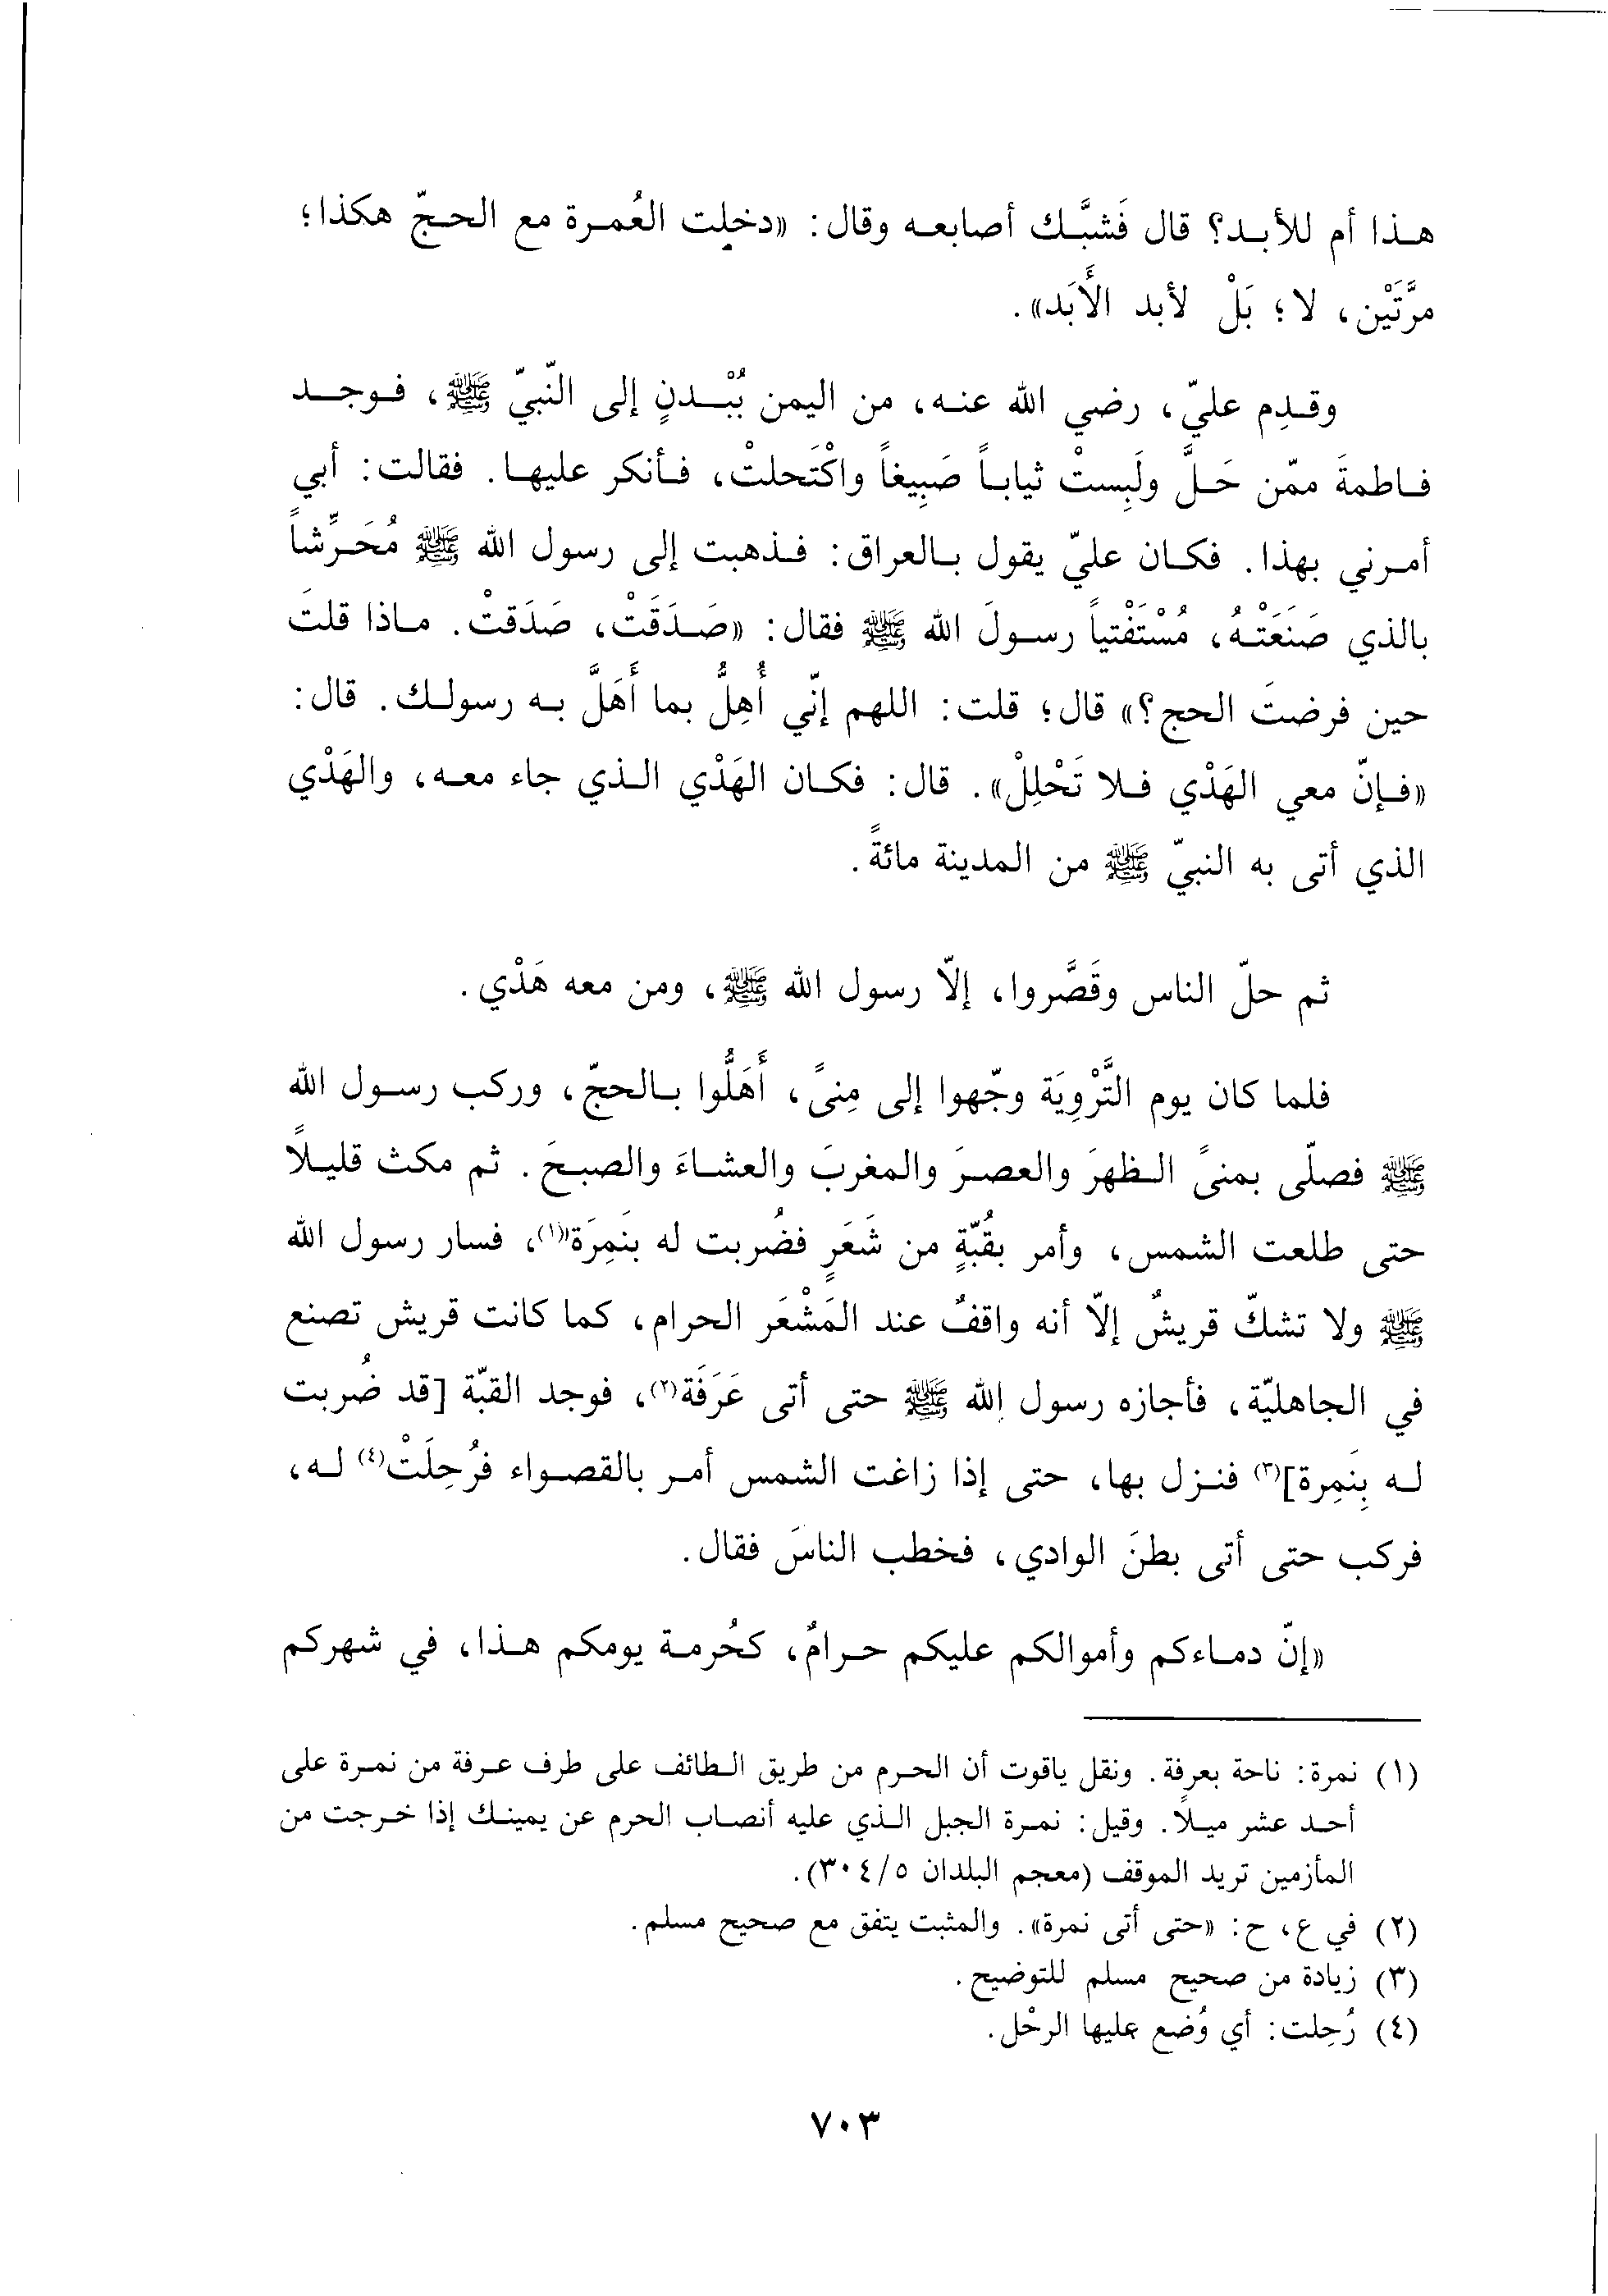 هذا أم للأبد؟ قال فَشبَّك أصابعه وقال: «دخلت العُمرة مع الحجّ هكذا؛
مرَّتَيْن، لا؛ بَلْ لأبد الأَبَد».
وقدِم عليّ، رضي الله عنه، من اليمن بُبْدنٍ إلى النّبيّ ﷺ، فوجد
فاطمةَ ممّن حَلَّ ولَبِستْ ثياباً صَبِيغاً واكْتَحلتْ، فأنكر عليها. فقالت: أبي
أمرني بهذا. فكان عليّ يقول بالعراق: فذهبت إلى رسول الله ﷺ مُحَرِّشاً
بالذي صَنَعَتْهُ، مُسْتَفْتياً رسولَ الله ﷺ فقال: «صَدَقَتْ، صَدَقتْ. ماذا قلتَ
حين فرضتَ الحج؟» قال؛ قلت: اللهم إنّي أُهِلُّ بما أَهَلَّ به رسولك. قال:
«فإنّ معي الهَدْي فلا تَحْلِلْ». قال: فكان الهَدْي الذي جاء معه، والهَدْي
الذي أتى به النبيّ ﷺ من المدينة مائةً.
ثم حلّ الناس وقَصَّروا، إلّا رسول الله ﷺ، ومن معه هَدْي.
فلما كان يوم التَّرْوِيَة وجّهوا إلى مِنىً، أَهَلُّوا بالحجّ، وركب رسول الله
ﷺ فصلّى بمنىً الظهرَ والعصرَ والمغربَ والعشاءَ والصبحَ. ثم مكث قليلاً
حتى طلعت الشمس، وأمر بقُبّةٍ من شَعَرٍ فضُربت له بنَمِرَة(١)، فسار رسول الله
ﷺ ولا تشكّ قريشٌ إلّا أنه واقفٌ عند المَشْعَر الحرام، كما كانت قريش تصنع
في الجاهليّة، فأجازه رسول الله ﷺ حتى أتى عَرَفَة(٢)، فوجد القبّة [قد ضُربت
له بِنَمِرة](٣) فنزل بها، حتى إذا زاغت الشمس أمر بالقصواء فرُحِلَتْ(٤) له،
فركب حتى أتى بطنَ الوادي، فخطب الناسَ فقال.
«إنّ دماءكم وأموالكم عليكم حرامٌ، كحُرمة يومكم هذا، في شهركم
(١) نمرة: ناحة بعرفة. ونقل ياقوت أن الحرم من طريق الطائف على طرف عرفة من نمرة على
أحد عشر ميلاً. وقيل: نمرة الجبل الذي عليه أنصاب الحرم عن يمينك إذا خرجت من
المأزمين تريد الموقف (معجم البلدان ٣٠٤/٥).
(٢) في ع، ح: «حتى أتى نمرة». والمثبت يتفق مع صحيح مسلم.
(٣) زيادة من صحيح مسلم للتوضيح.
(٤) رُحِلت: أي وُضع عليها الرحْل.
٧٠٣